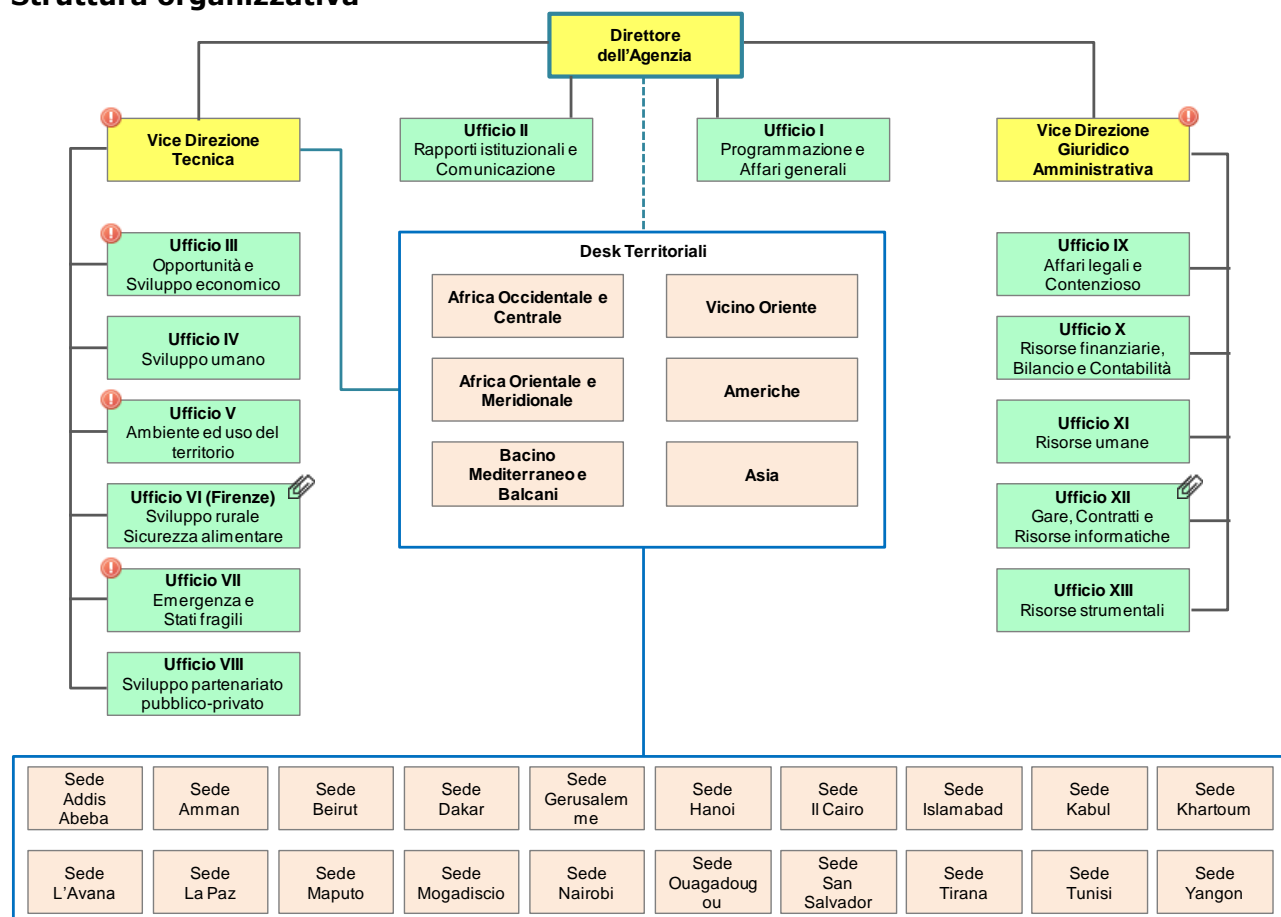 Struttura organizzativa
Direttore
dell'Agenzia
Vice Direzione
Tecnica
Ufficio II
Rapporti istituzionali e
Comunicazione
Ufficio I
Programmazione e
Affari generali
Vice Direzione
Giuridico
Amministrativa
Ufficio III
Opportunità e
Sviluppo economico
Ufficio IV
Sviluppo umano
Ufficio V
Ambiente ed uso del
territorio
Ufficio VI (Firenze)
Sviluppo rurale
Sicurezza alimentare
Ufficio VII
Emergenza e
Stati fragili
Ufficio VIII
Sviluppo partenariato
pubblico-privato
Desk Territoriali
Africa Occidentale e
Centrale
Vicino Oriente
Africa Orientale e
Meridionale
Americhe
Bacino
Mediterraneo e
Balcani
Asia
Ufficio IX
Affari legali e
Contenzioso
Ufficio X
Risorse finanziarie,
Bilancio e Contabilità
Ufficio XI
Risorse umane
Ufficio XII
Gare, Contratti e
Risorse informatiche
Ufficio XIII
Risorse strumentali
Sede
Addis
Abeba
Sede
Amman
Sede
Beirut
Sede
Dakar
Sede
Gerusalem
me
Sede
Hanoi
Sede
Il Cairo
Sede
Islamabad
Sede
Kabul
Sede
Khartoum
Sede
L'Avana
Sede
La Paz
Sede
Maputo
Sede
Mogadiscio
Sede
Nairobi
Sede
Ouagadoug
ou
Sede
San
Salvador
Sede
Tirana
Sede
Tunisi
Sede
Yangon